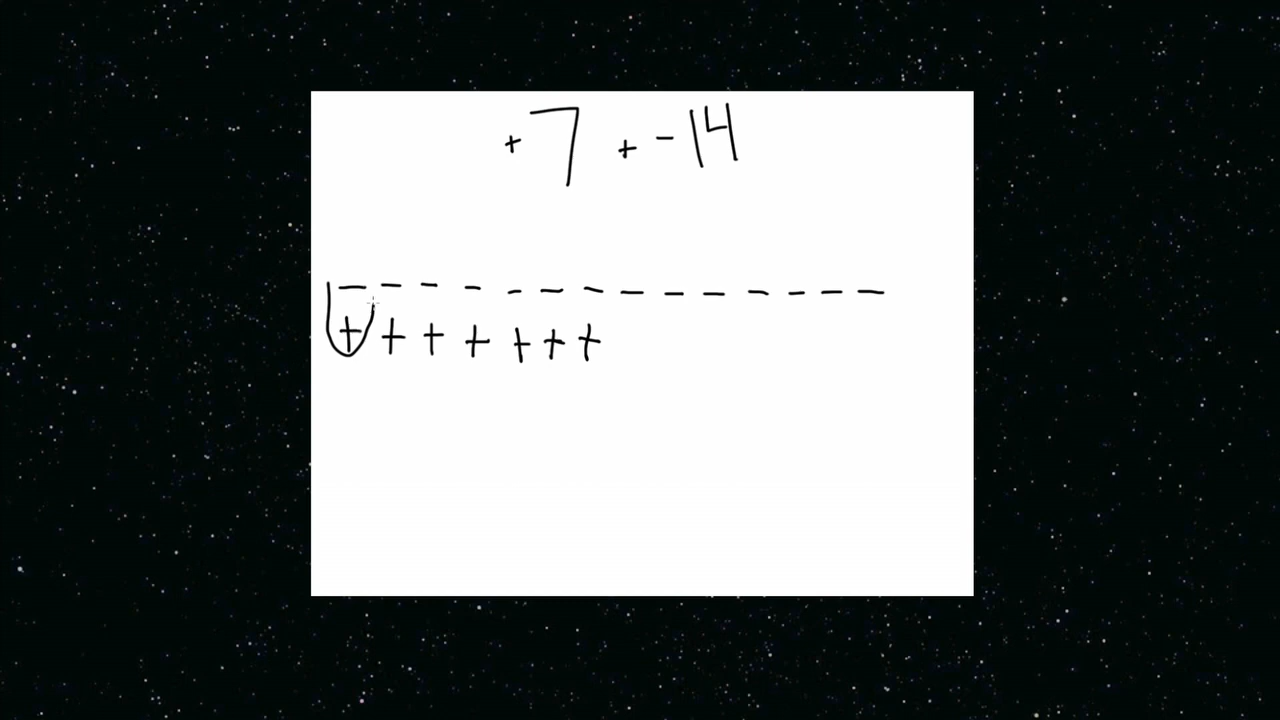 +7 + -14
- - - - - - - - - - - - - -
+ + + + + + +